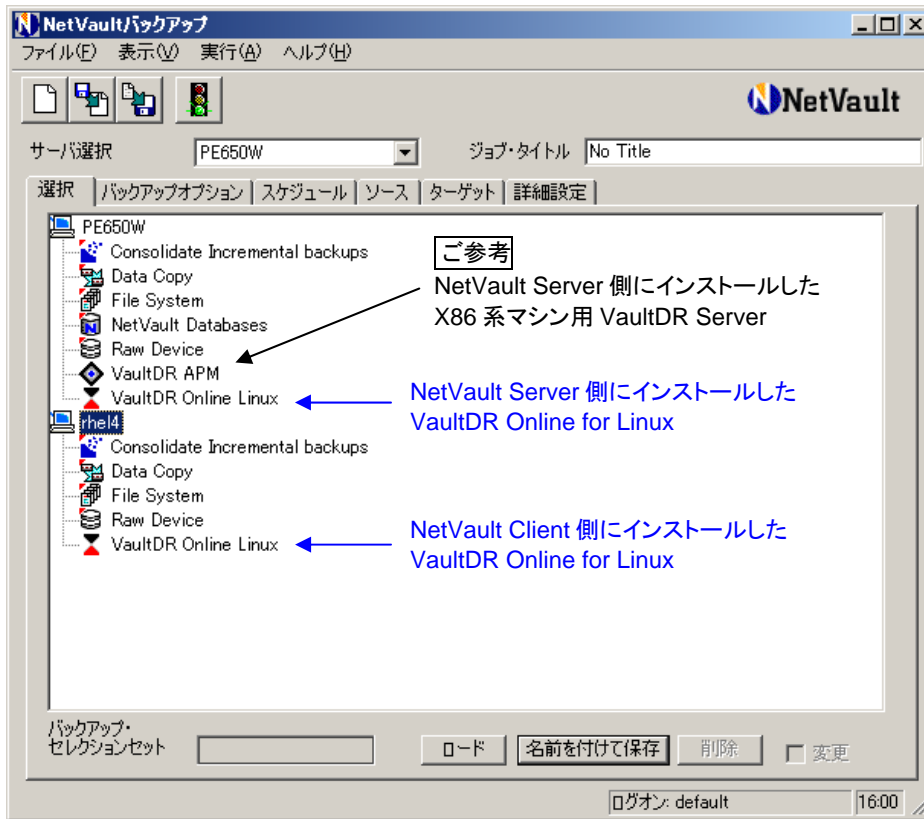 NetVaultバックアップ
ファイル(F) 表示(V) 実行(A) ヘルプ(H)
NetVault
サーバ選択 PE650W ジョブ・タイトル No Title
選択 バックアップオプション スケジュール ソース ターゲット 詳細設定
PE650W
Consolidate Incremental backups
Data Copy
File System
NetVault Databases
Raw Device
VaultDR APM
VaultDR Online Linux
ご参考
NetVault Server 側にインストールした
X86 系マシン用 VaultDR Server
NetVault Server 側にインストールした
VaultDR Online for Linux
rhel4
Consolidate Incremental backups
Data Copy
File System
Raw Device
VaultDR Online Linux
NetVault Client 側にインストールした
VaultDR Online for Linux
バックアップ・
セレクションセット
ロード 名前を付けて保存 削除 変更
ログオン: default 16:00